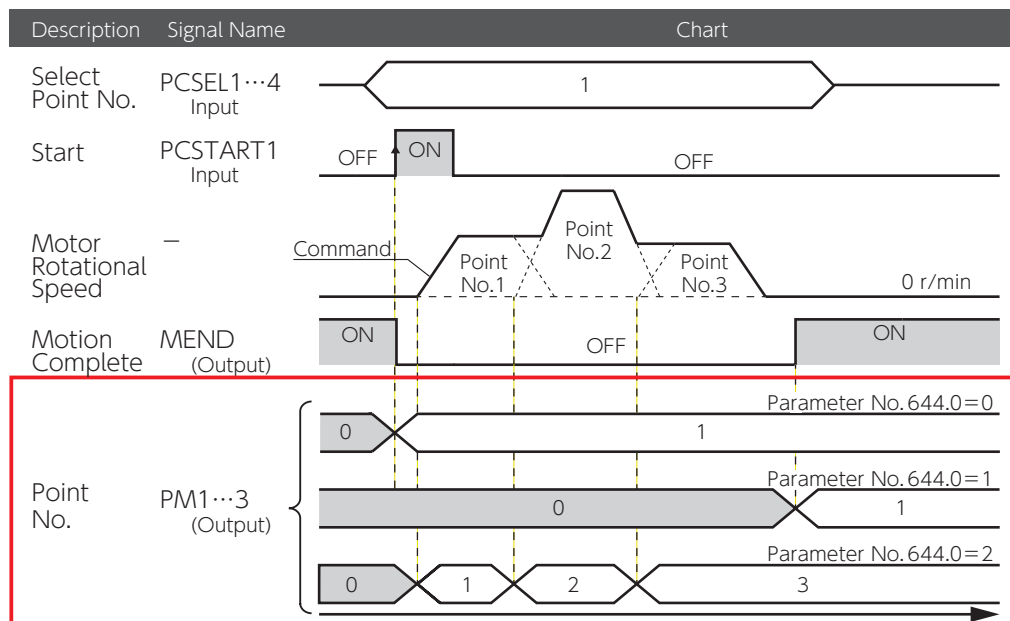 Description Signal Name Chart
Select
Point No.
PCSEL1…4
Input
1
Start
PCSTART1
Input
OFF ON OFF
Motor
Rotational
Speed
–
Command
Point
No.1
Point
No.2
Point
No.3
0 r/min
Motion
Complete
MEND
(Output)
ON OFF ON
Point
No.
PM1…3
(Output)
Parameter No.644.0=0
0 1
Parameter No.644.0=1
0 1
Parameter No.644.0=2
0 1 2 3